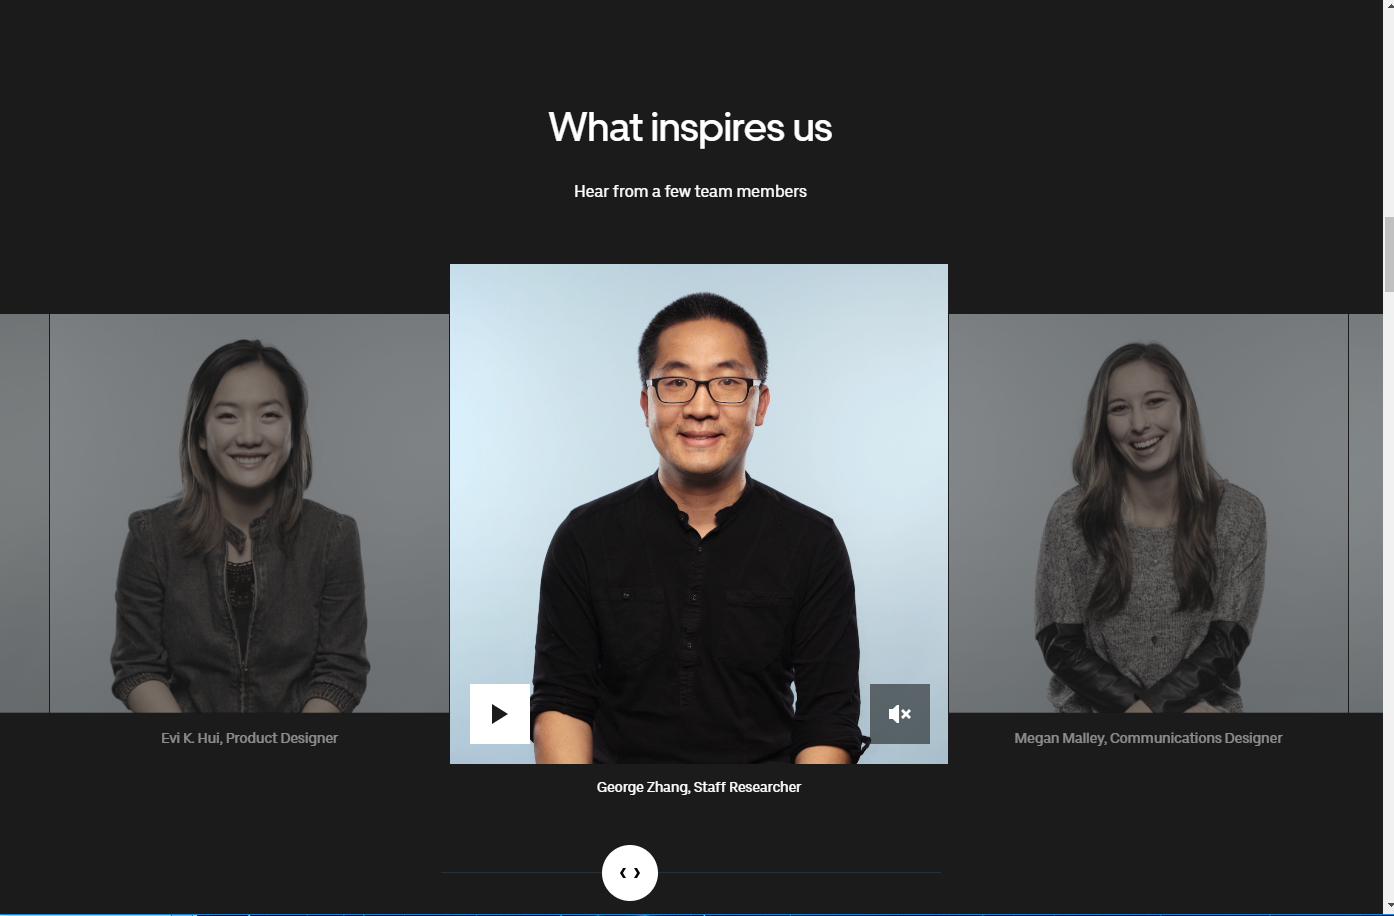 What inspires us
Hear from a few team members
Evi K. Hui, Product Designer
George Zhang, Staff Researcher
Megan Malley, Communications Designer